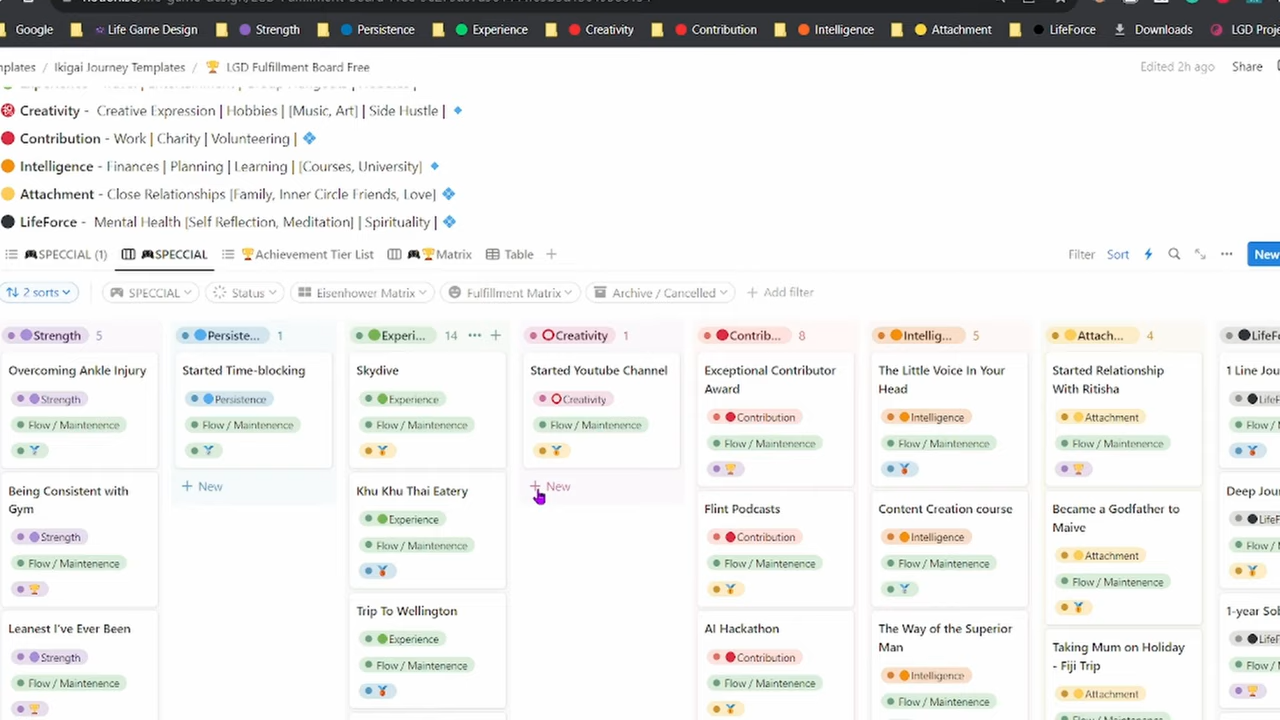 Google Life Game Design Strength Persistence Experience Creativity Contribution Intelligence Attachment LifeForce Downloads LGD
Ikigai Journey Templates / LGD Fulfillment Board Free Edited 2h ago Share
Creativity - Creative Expression | Hobbies | [Music, Art] | Side Hustle |
Contribution - Work | Charity | Volunteering |
Intelligence - Finances | Planning | Learning | [Courses, University]
Attachment - Close Relationships [Family, Inner Circle Friends, Love]
LifeForce - Mental Health [Self Reflection, Meditation] | Spirituality |
SPECCIAL (1) SPECCIAL Achievement Tier List Matrix Table + Filter Sort New
2 sorts SPECCIAL Status Eisenhower Matrix Fulfillment Matrix Archive / Cancelled + Add filter
Strength 5
Overcoming Ankle Injury
Strength
Flow / Maintenence
Being Consistent with
Gym
Strength
Flow / Maintenence
Leanest I've Ever Been
Strength
Flow / Maintenence
Persiste... 1
Started Time-blocking
Persistence
Flow / Maintenence
+ New
Experi... 14 ... +
Skydive
Experience
Flow / Maintenence
Khu Khu Thai Eatery
Experience
Flow / Maintenence
Trip To Wellington
Experience
Flow / Maintenence
Creativity 1
Started Youtube Channel
Creativity
Flow / Maintenence
+ New
Contrib... 8
Exceptional Contributor
Award
Contribution
Flow / Maintenence
Flint Podcasts
Contribution
Flow / Maintenence
AI Hackathon
Contribution
Flow / Maintenence
Intellig... 5
The Little Voice In Your
Head
Intelligence
Flow / Maintenence
Content Creation course
Intelligence
Flow / Maintenence
The Way of the Superior
Man
Intelligence
Flow / Maintenence
Attach... 4
Started Relationship
With Ritisha
Attachment
Flow / Maintenence
Became a Godfather to
Maive
Attachment
Flow / Maintenence
Taking Mum on Holiday
- Fiji Trip
Attachment
1 Line
Flow /
Deep
Flow /
1-year
Flow /